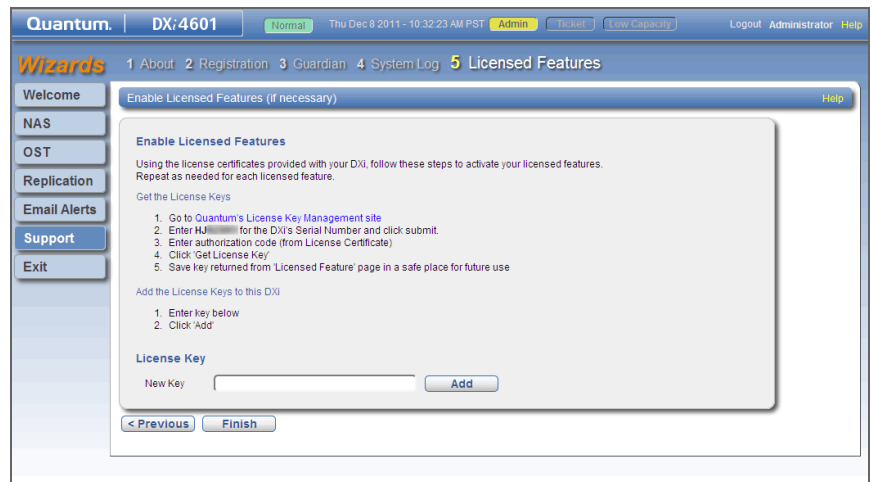 Quantum. DXi4601 Normal Thu Dec 8 2011 - 10:32:23 AM PST Admin Ticket Low Capacity Logout Administrator Help
Wizards 1 About 2 Registration 3 Guardian 4 System Log 5 Licensed Features
Welcome
NAS
OST
Replication
Email Alerts
Support
Exit
Enable Licensed Features (if necessary) Help
Enable Licensed Features
Using the license certificates provided with your DXi, follow these steps to activate your licensed features.
Repeat as needed for each licensed feature.
Get the License Keys
1. Go to Quantum's License Key Management site
2. Enter HJ for the DXi's Serial Number and click submit.
3. Enter authorization code (from License Certificate)
4. Click 'Get License Key'
5. Save key returned from 'Licensed Feature' page in a safe place for future use
Add the License Keys to this DXi
1. Enter key below
2. Click 'Add'
License Key
New Key Add
< Previous Finish